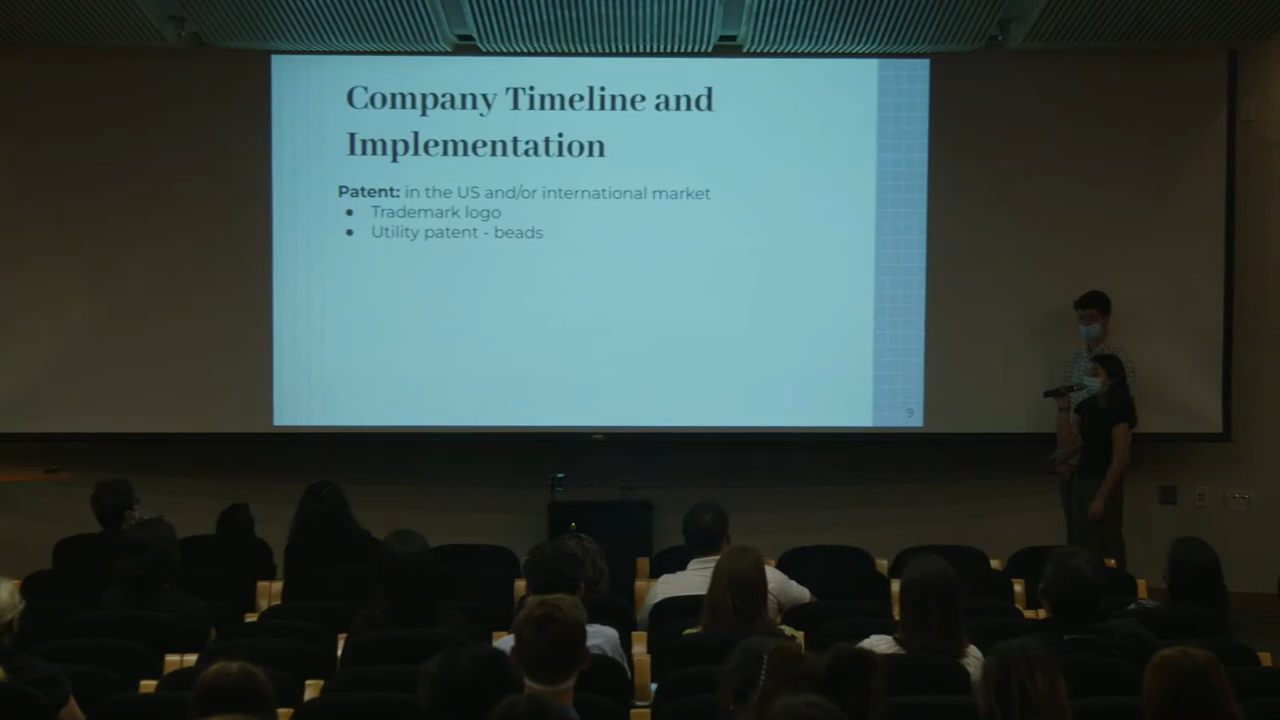 Company Timeline and
Implementation
Patent: in the US and/or international market
● Trademark logo
● Utility patent - beads
9